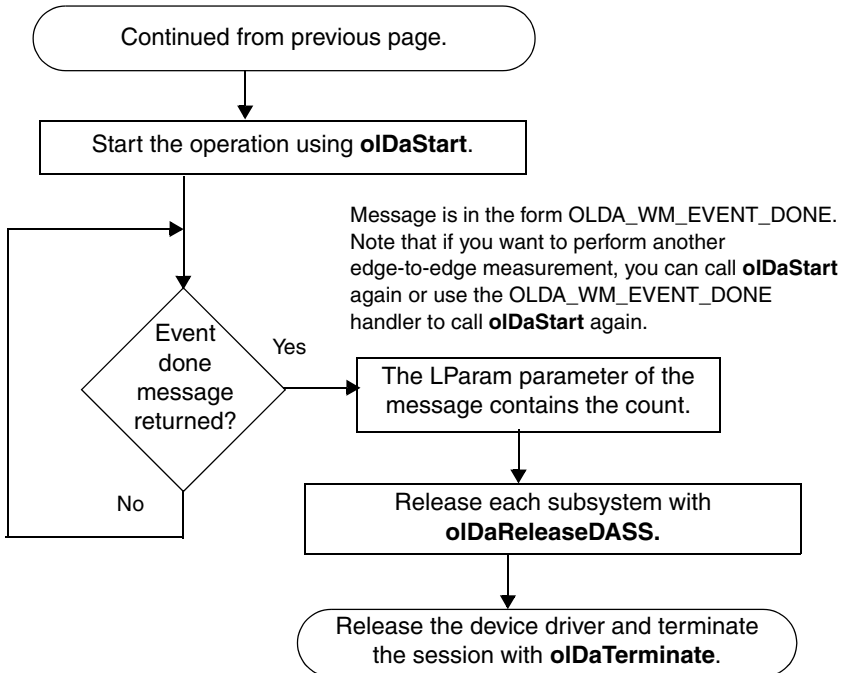 Continued from previous page.
Start the operation using olDaStart.
Message is in the form OLDA_WM_EVENT_DONE.
Note that if you want to perform another
edge-to-edge measurement, you can call olDaStart
again or use the OLDA_WM_EVENT_DONE
handler to call olDaStart again.
Event
done
message
returned?
Yes
The LParam parameter of the
message contains the count.
No
Release each subsystem with
olDaReleaseDASS.
Release the device driver and terminate
the session with olDaTerminate.